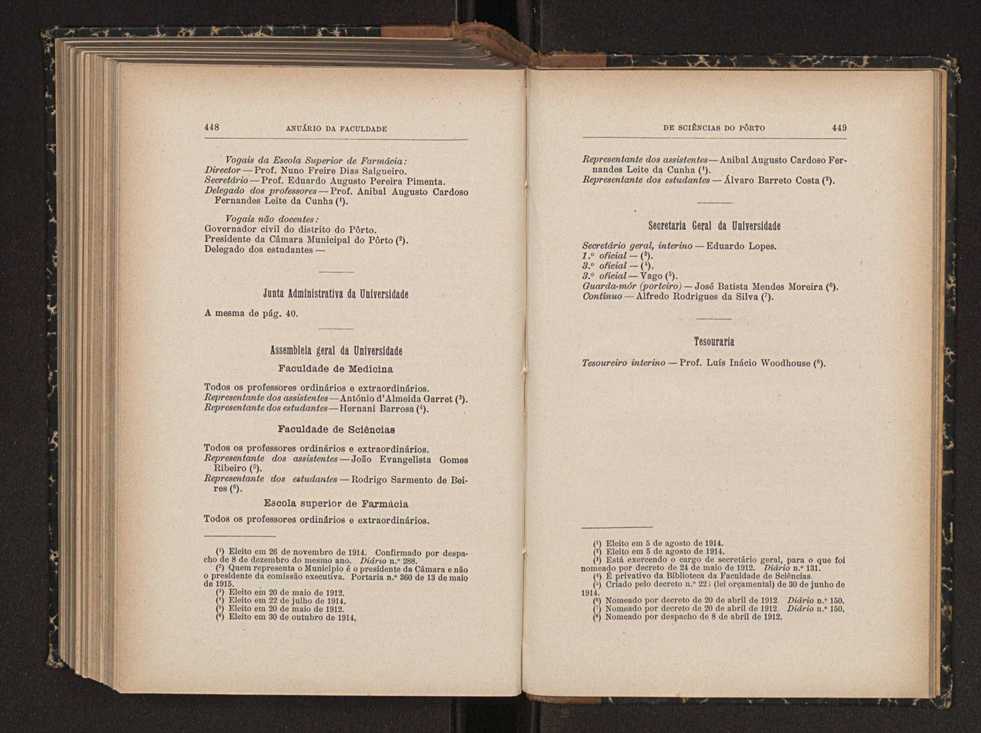 448 ANUÁRIO DA FACULDADE
Vogais da Escola Superior de Farmácia:
Director — Prof. Nuno Freire Dias Salgueiro.
Secretário — Prof. Eduardo Augusto Pereira Pimenta.
Delegado dos professores — Prof. Aníbal Augusto Cardoso
Fernandes Leite da Cunha (¹).
Vogais não docentes:
Governador civil do distrito do Pôrto.
Presidente da Câmara Municipal do Pôrto (²).
Delegado dos estudantes —
Junta Administrativa da Universidade
A mesma de pág. 40.
Assembleia geral da Universidade
Faculdade de Medicina
Todos os professores ordinários e extraordinários.
Representante dos assistentes — António d'Almeida Garret (³).
Representante dos estudantes — Hernani Barrosa (⁴).
Faculdade de Sciências
Todos os professores ordinários e extraordinários.
Representante dos assistentes — João Evangelista Gomes
Ribeiro (⁵).
Representante dos estudantes — Rodrigo Sarmento de Bei-
res (⁶).
Escola superior de Farmácia
Todos os professores ordinários e extraordinários.
(¹) Eleito em 26 de novembro de 1914. Confirmado por despa-
cho de 8 de dezembro do mesmo ano. Diário n.º 288.
(²) Quem representa o Município é o presidente da Câmara e não
o presidente da comissão executiva. Portaria n.º 360 de 13 de maio
de 1915.
(³) Eleito em 20 de maio de 1912.
(⁴) Eleito em 22 de julho de 1914.
(⁵) Eleito em 20 de maio de 1912.
(⁶) Eleito em 30 de outubro de 1914.
DE SCIÊNCIAS DO PÔRTO 449
Representante dos assistentes — Aníbal Augusto Cardoso Fer-
nandes Leite da Cunha (¹).
Representante dos estudantes — Álvaro Barreto Costa (²).
Secretaria Geral da Universidade
Secretário geral, interino — Eduardo Lopes.
1.º oficial — (³).
3.º oficial — (⁴).
3.º oficial — Vago (⁵).
Guarda-mór (porteiro) — José Batista Mendes Moreira (⁶).
Contínuo — Alfredo Rodrigues da Silva (⁷).
Tesouraria
Tesoureiro interino — Prof. Luís Inácio Woodhouse (⁸).
(¹) Eleito em 5 de agosto de 1914.
(²) Eleito em 5 de agosto de 1914.
(³) Está exercendo o cargo de secretário geral, para o que foi
nomeado por decreto de 24 de maio de 1912. Diário n.º 131.
(⁴) É privativo da Biblioteca da Faculdade de Sciências.
(⁵) Criado pelo decreto n.º (lei orçamental) de 30 de junho de
1914.
(⁶) Nomeado por decreto de 20 de abril de 1912. Diário n.º 150.
(⁷) Nomeado por decreto de 20 de abril de 1912. Diário n.º 150.
(⁸) Nomeado por despacho de 8 de abril de 1912.